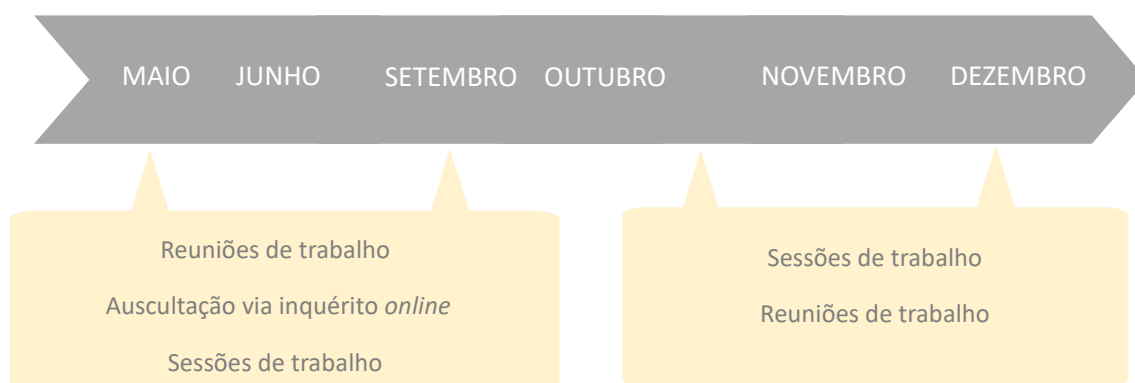 MAIO JUNHO SETEMBRO OUTUBRO NOVEMBRO DEZEMBRO
Reuniões de trabalho
Auscultação via inquérito online
Sessões de trabalho
Sessões de trabalho
Reuniões de trabalho